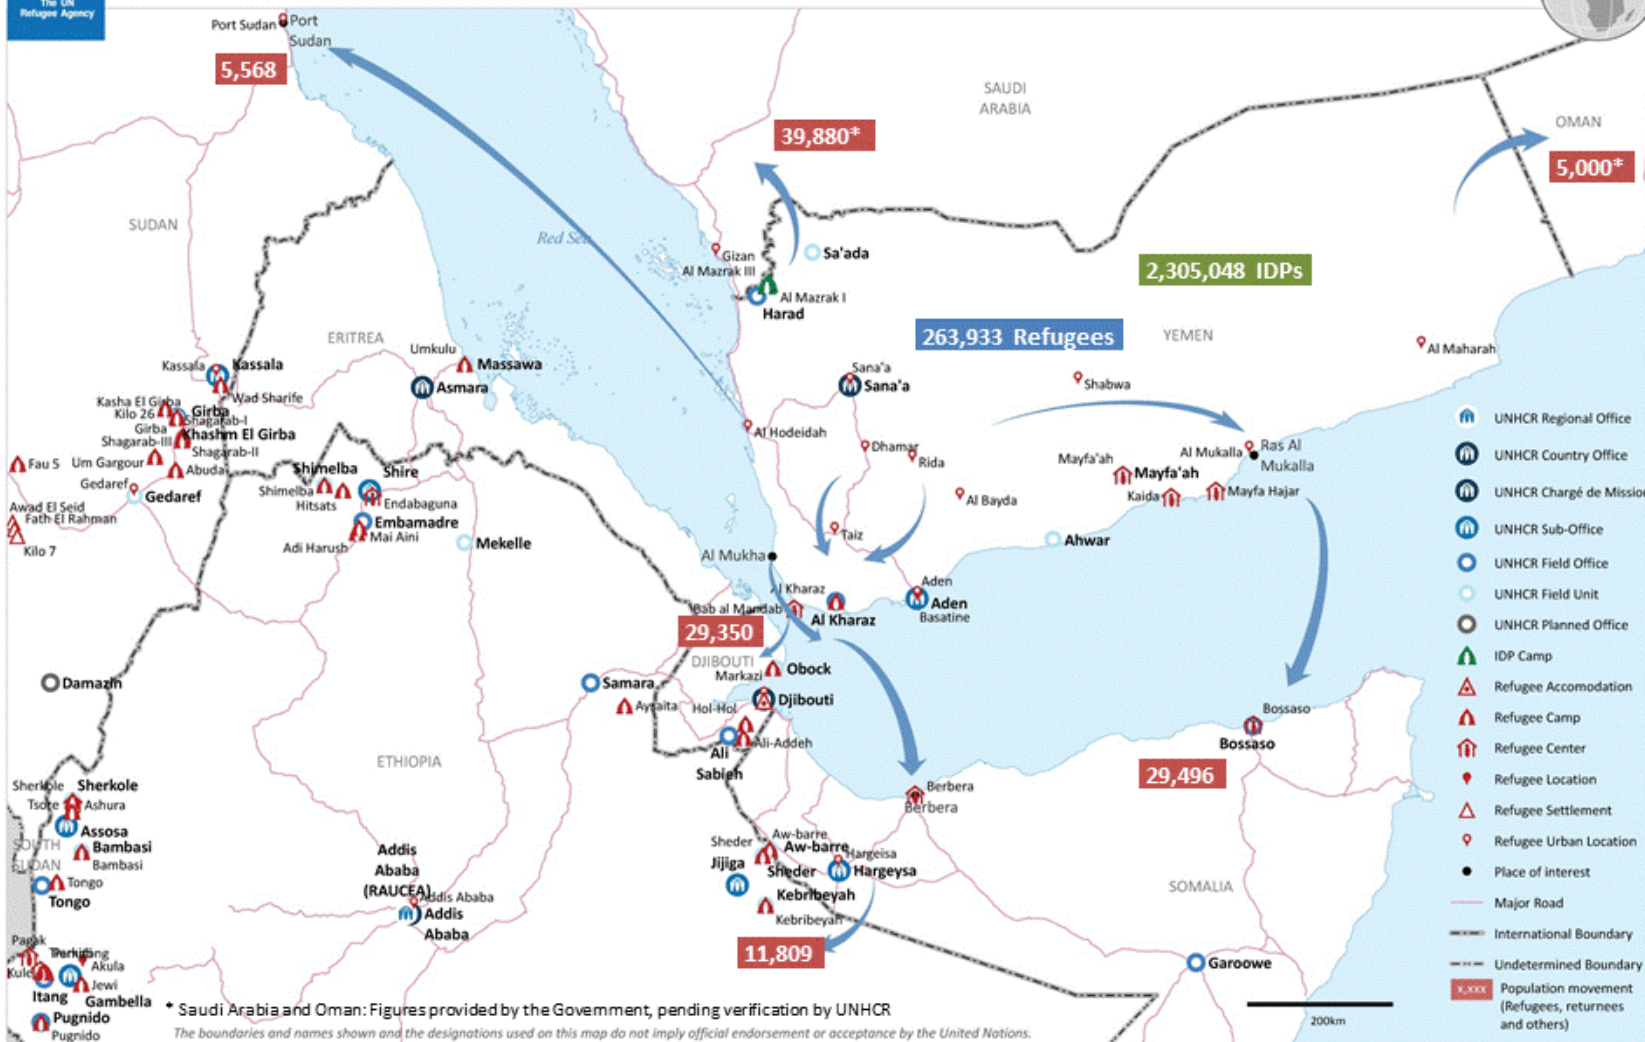 The UN
Refugee Agency
Port Sudan
Port
Sudan
5,568
SAUDI
ARABIA
39,880*
OMAN
5,000*
SUDAN
Red Sea
Gizan
Al Mazrak III
Sa'ada
Al Mazrak I
Harad
2,305,048 IDPs
263,933 Refugees
YEMEN
Al Maharah
ERITREA
Umkulu
Massawa
Asmara
Kassala
Kassala
Wad Sharife
Kasha El Girba
Kilo 26
Girba
Shagarab-I
Girba
Khashm El Girba
Shagarab-III
Shagarab-II
Um Gargour
Abuda
Fau 5
Gedaref
Gedaref
Awad El Seid
Fath El Rahman
Kilo 7
Sana'a
Sana'a
Shabwa
Al Hodeidah
Dhamar
Rida
Al Bayda
Taiz
Al Mukalla
Ras Al
Mukalla
Mayfa'ah
Mayfa'ah
Kaida
Mayfa Hajar
Ahwar
Shimelba
Shire
Shimelba
Hitsats
Endabaguna
Embamadre
Mai Aini
Adi Harush
Mekelle
Al Mukha
Al Kharaz
Bab al Mandab
Al Kharaz
Aden
Aden
Basatine
29,350
DJIBOUTI
Markazi
Obock
Djibouti
Hol-Hol
Ali-Addeh
Ali
Sabieh
Samara
Aysaita
Damazin
ETHIOPIA
Bossaso
Bossaso
29,496
Berbera
Berbera
Sherkole
Sherkole
Tsore
Ashura
Assosa
SOUTH
SUDAN
Bambasi
Bambasi
Tongo
Tongo
Addis
Ababa
(RAUCEA)
Addis Ababa
Addis
Ababa
Aw-barre
Sheder
Aw-barre
Hargeisa
Jijiga
Sheder
Hargeysa
Kebribeyah
Kebribeyah
11,809
SOMALIA
Garoowe
Pagak
Kule
Akula
Jewi
Itang
Gambella
Pugnido
Pugnido
UNHCR Regional Office
UNHCR Country Office
UNHCR Chargé de Mission
UNHCR Sub-Office
UNHCR Field Office
UNHCR Field Unit
UNHCR Planned Office
IDP Camp
Refugee Accomodation
Refugee Camp
Refugee Center
Refugee Location
Refugee Settlement
Refugee Urban Location
Place of interest
Major Road
International Boundary
Undetermined Boundary
x,xxx
Population movement
(Refugees, returnees
and others)
200km
* Saudi Arabia and Oman: Figures provided by the Government, pending verification by UNHCR
The boundaries and names shown and the designations used on this map do not imply official endorsement or acceptance by the United Nations.